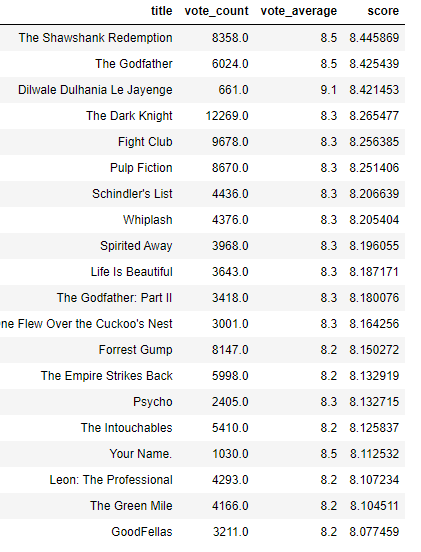 title vote_count vote_average score
The Shawshank Redemption 8358.0 8.5 8.445869
The Godfather 6024.0 8.5 8.425439
Dilwale Dulhania Le Jayenge 661.0 9.1 8.421453
The Dark Knight 12269.0 8.3 8.265477
Fight Club 9678.0 8.3 8.256385
Pulp Fiction 8670.0 8.3 8.251406
Schindler's List 4436.0 8.3 8.206639
Whiplash 4376.0 8.3 8.205404
Spirited Away 3968.0 8.3 8.196055
Life Is Beautiful 3643.0 8.3 8.187171
The Godfather: Part II 3418.0 8.3 8.180076
ne Flew Over the Cuckoo's Nest 3001.0 8.3 8.164256
Forrest Gump 8147.0 8.2 8.150272
The Empire Strikes Back 5998.0 8.2 8.132919
Psycho 2405.0 8.3 8.132715
The Intouchables 5410.0 8.2 8.125837
Your Name. 1030.0 8.5 8.112532
Leon: The Professional 4293.0 8.2 8.107234
The Green Mile 4166.0 8.2 8.104511
GoodFellas 3211.0 8.2 8.077459